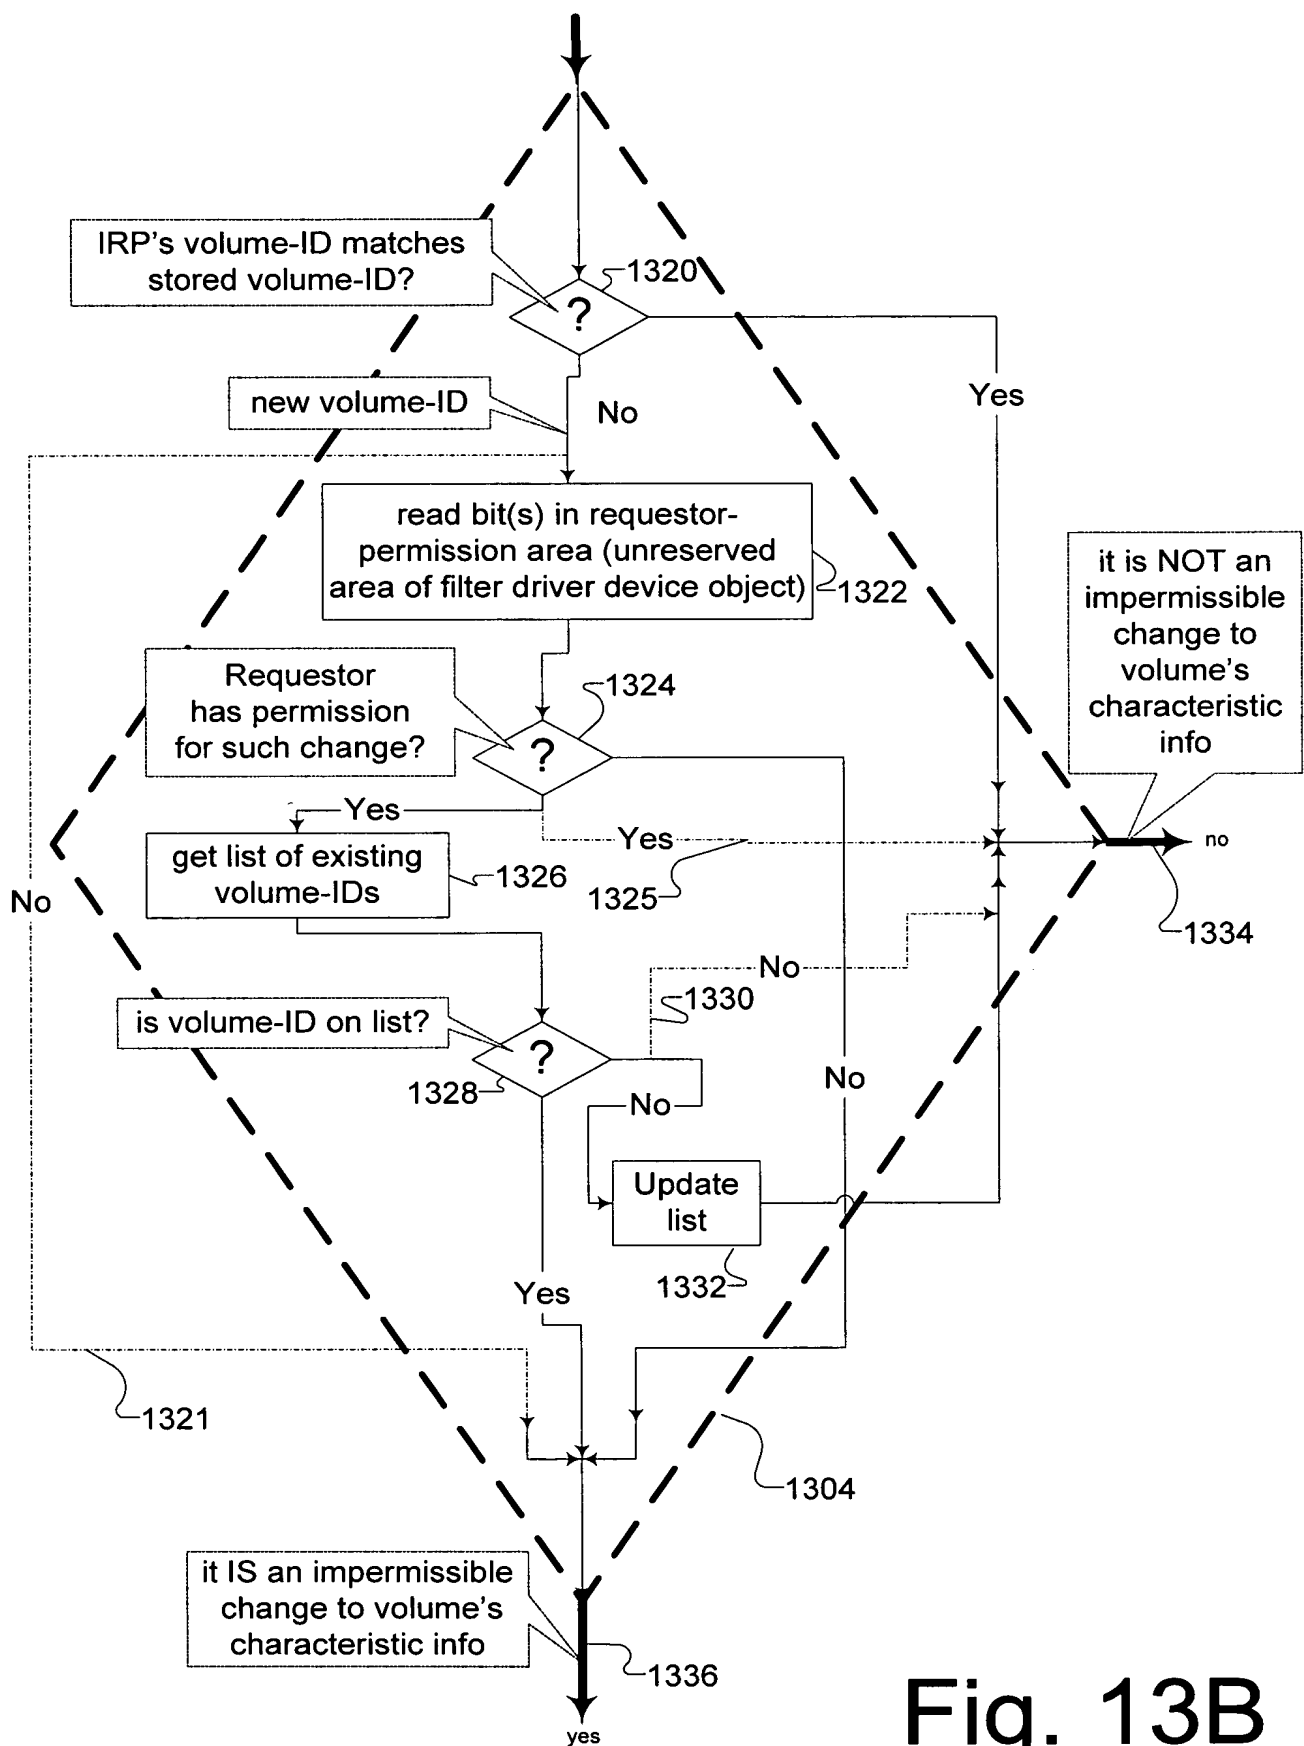 IRP's volume-ID matches
stored volume-ID?
1320
?
Yes
new volume-ID
No
read bit(s) in requestor-
permission area (unreserved
area of filter driver device object)
1322
it is NOT an
impermissible
change to
volume's
characteristic
info
Requestor
has permission
for such change?
1324
?
Yes
Yes
no
get list of existing
volume-IDs
1326
1325
No
1334
No
1330
is volume-ID on list?
?
1328
No
No
Update
list
1332
Yes
1321
1304
it IS an impermissible
change to volume's
characteristic info
1336
yes
Fig. 13B